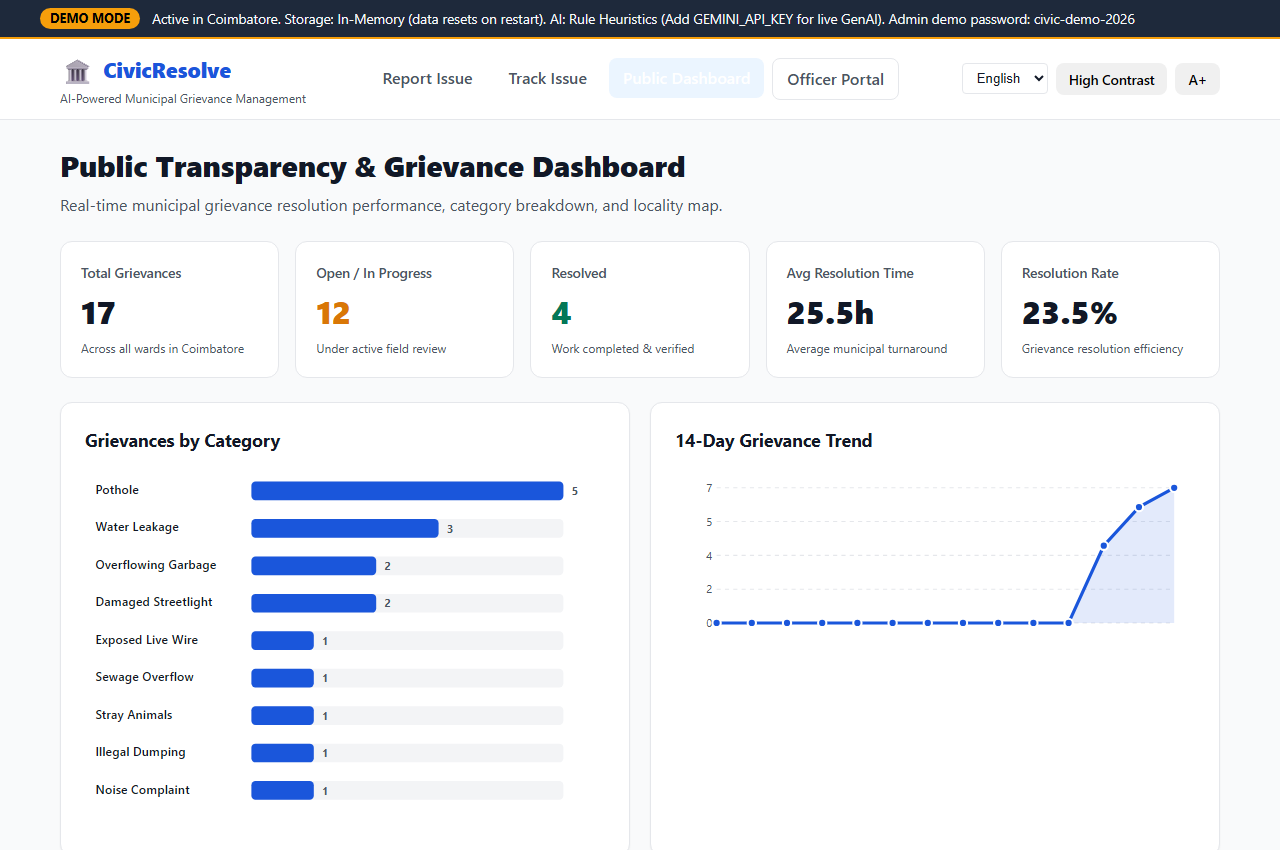 DEMO MODE Active in Coimbatore. Storage: In-Memory (data resets on restart). AI: Rule Heuristics (Add GEMINI_API_KEY for live GenAI). Admin demo password: civic-demo-2026
CivicResolve
AI-Powered Municipal Grievance Management
Report Issue Track Issue Public Dashboard Officer Portal
English High Contrast A+
Public Transparency & Grievance Dashboard
Real-time municipal grievance resolution performance, category breakdown, and locality map.
Total Grievances
17
Across all wards in Coimbatore
Open / In Progress
12
Under active field review
Resolved
4
Work completed & verified
Avg Resolution Time
25.5h
Average municipal turnaround
Resolution Rate
23.5%
Grievance resolution efficiency
Grievances by Category
Pothole 5
Water Leakage 3
Overflowing Garbage 2
Damaged Streetlight 2
Exposed Live Wire 1
Sewage Overflow 1
Stray Animals 1
Illegal Dumping 1
Noise Complaint 1
14-Day Grievance Trend
7
5
4
2
0